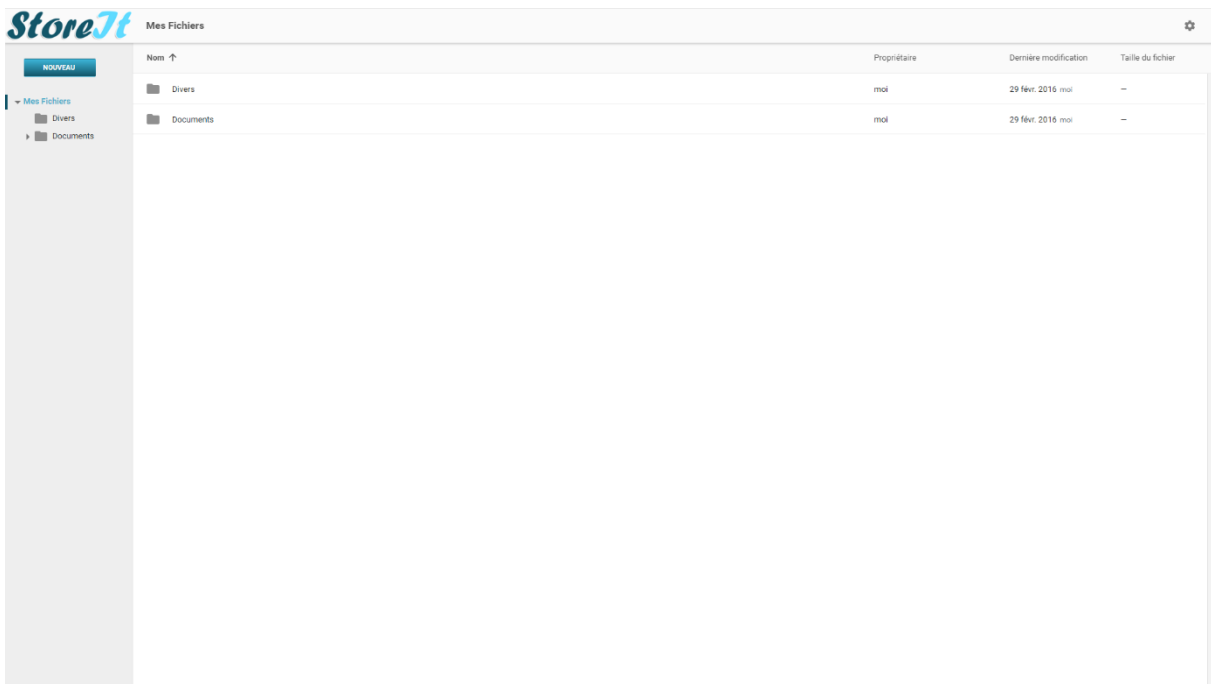 StoreIt
Mes Fichiers
NOUVEAU
Mes Fichiers
Divers
Documents
Nom Propriétaire Dernière modification Taille du fichier
Divers moi 29 févr. 2016 moi —
Documents moi 29 févr. 2016 moi —